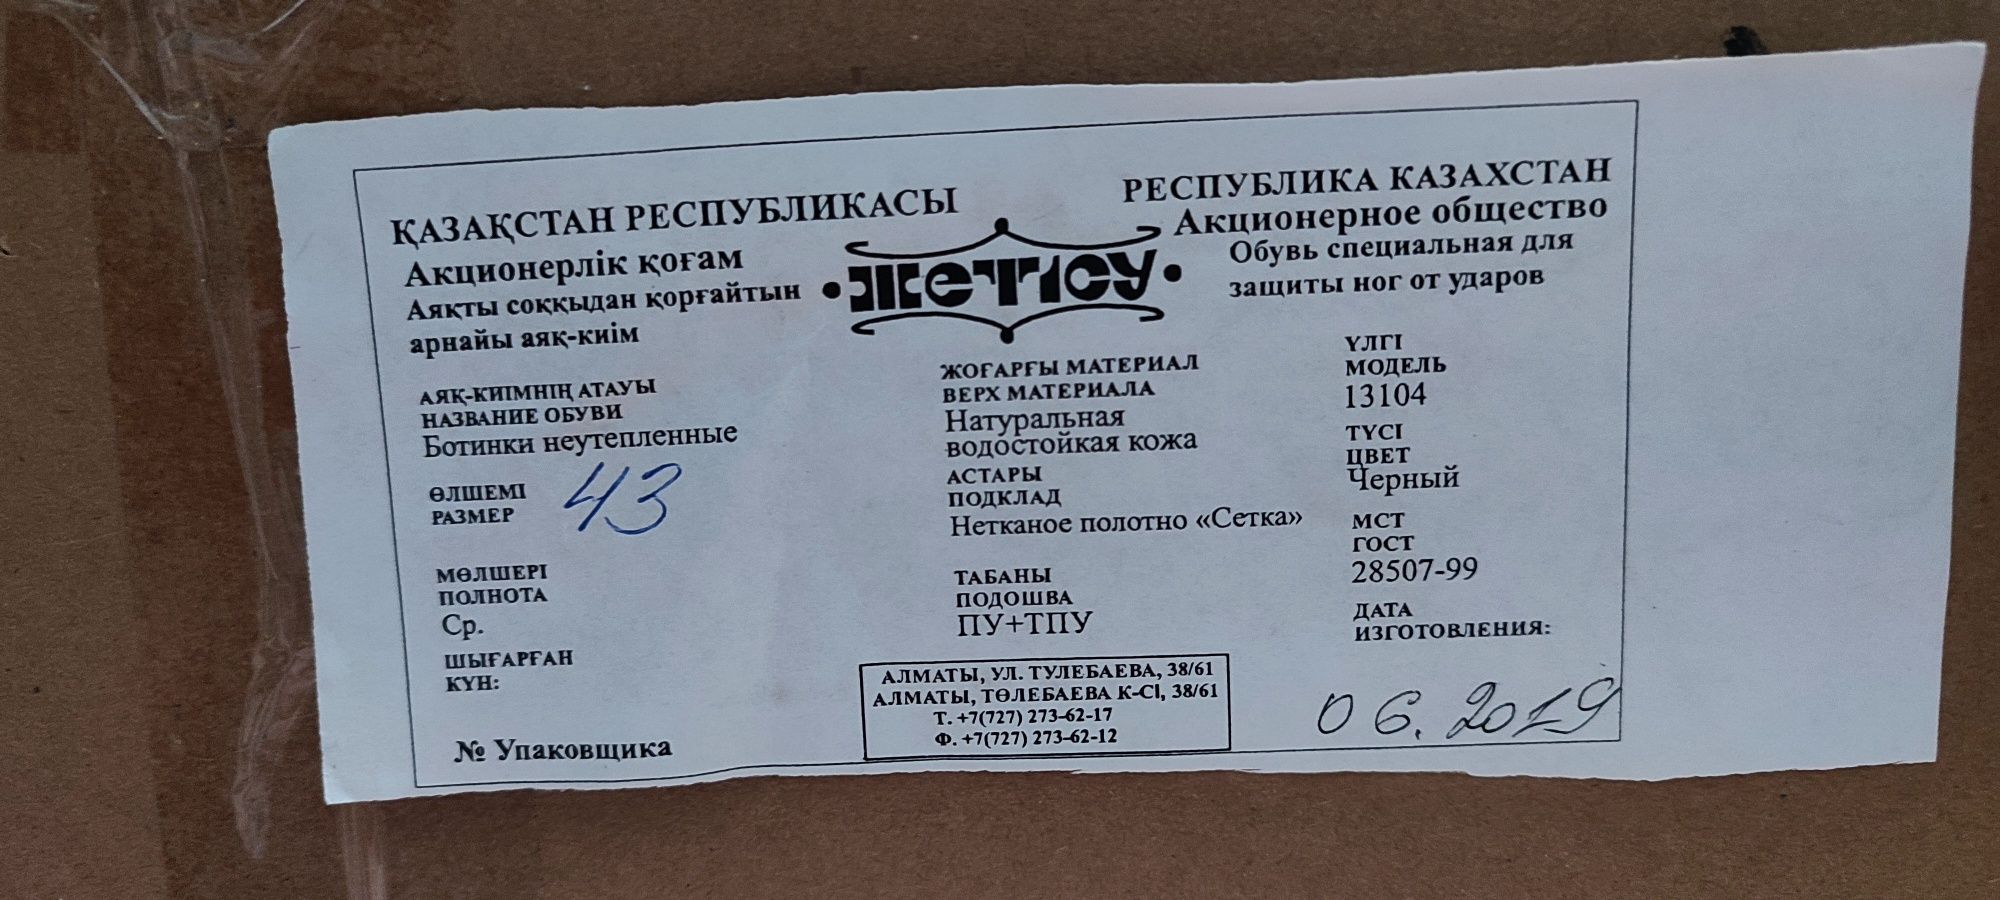 ҚАЗАҚСТАН РЕСПУБЛИКАСЫ
Акционерлік қоғам
Аяқты соққыдан қорғайтын
арнайы аяқ-киім
ЖЕТІСУ
РЕСПУБЛИКА КАЗАХСТАН
Акционерное общество
Обувь специальная для
защиты ног от ударов
АЯҚ-КИІМНІҢ АТАУЫ
НАЗВАНИЕ ОБУВИ
Ботинки неутепленные
ӨЛШЕМІ
РАЗМЕР
43
МӨЛШЕРІ
ПОЛНОТА
Ср.
ШЫҒАРҒАН
КҮН:
№ Упаковщика
ЖОҒАРҒЫ МАТЕРИАЛ
ВЕРХ МАТЕРИАЛА
Натуральная
водостойкая кожа
АСТАРЫ
ПОДКЛАД
Нетканое полотно «Сетка»
ТАБАНЫ
ПОДОШВА
ПУ+ТПУ
АЛМАТЫ, УЛ. ТУЛЕБАЕВА, 38/61
АЛМАТЫ, ТӨЛЕБАЕВА К-СІ, 38/61
Т. +7(727) 273-62-17
Ф. +7(727) 273-62-12
ҮЛГІ
МОДЕЛЬ
13104
ТҮСІ
ЦВЕТ
Черный
МСТ
ГОСТ
28507-99
ДАТА
ИЗГОТОВЛЕНИЯ:
06.2019